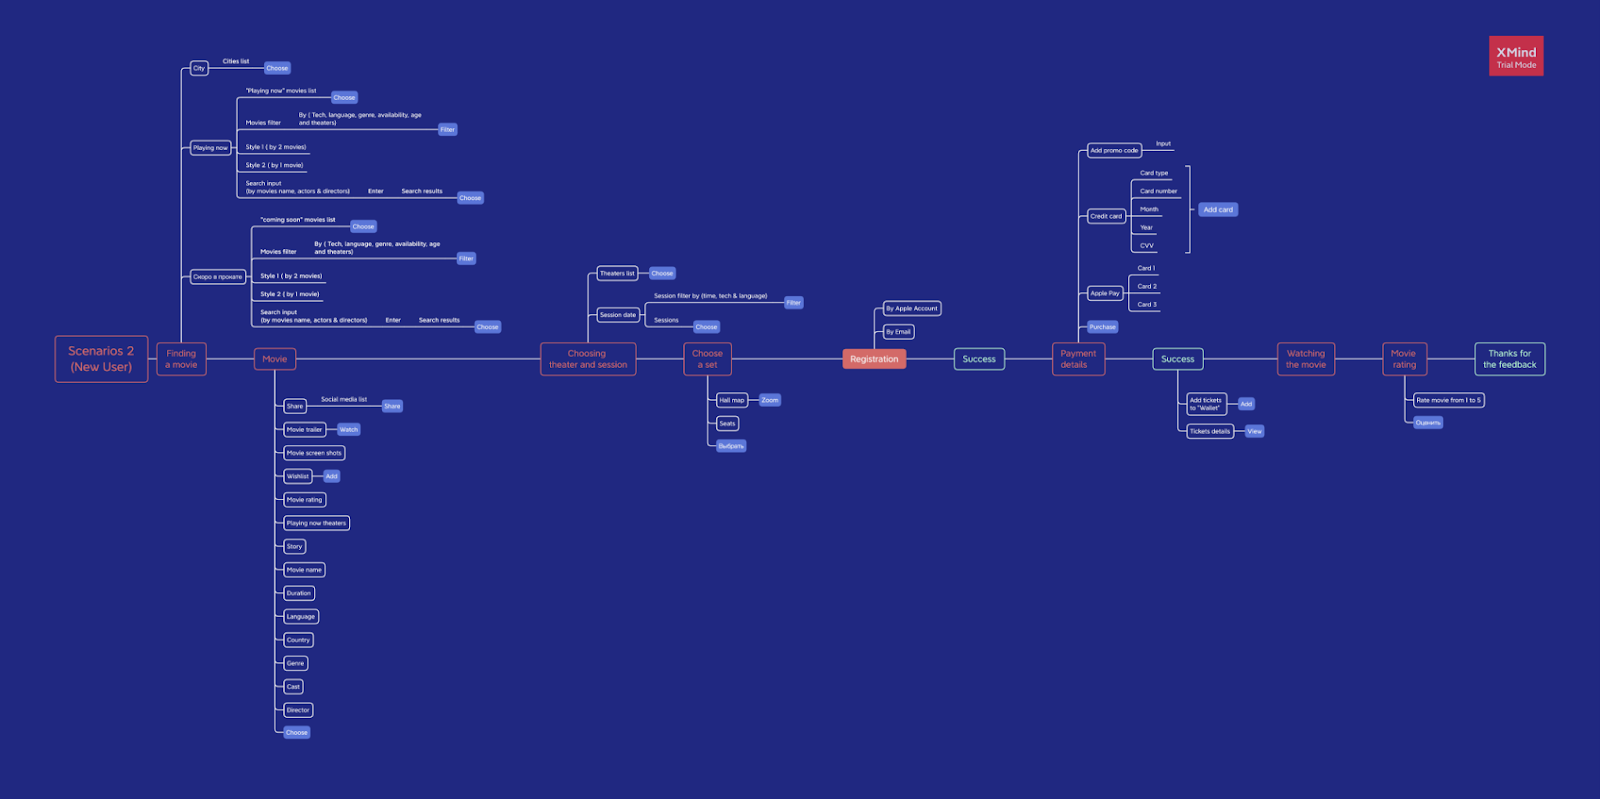 XMind
Trial Mode
City
Cities list
Choose
Playing now
"Playing now" movies list
Choose
Movies filter
By ( Tech, language, genre, availability, age
and theaters)
Filter
Style 1 ( by 2 movies)
Style 2 ( by 1 movie)
Search input
(by movies name, actors & directors)
Enter
Search results
Choose
Скоро в прокате
"coming soon" movies list
Choose
Movies filter
By ( Tech, language, genre, availability, age
and theaters)
Filter
Style 1 ( by 2 movies)
Style 2 ( by 1 movie)
Search input
(by movies name, actors & directors)
Enter
Search results
Choose
Scenarios 2
(New User)
Finding
a movie
Movie
Share
Social media list
Share
Movie trailer
Watch
Movie screen shots
Wishlist
Add
Movie rating
Playing now theaters
Story
Movie name
Duration
Language
Country
Genre
Cast
Director
Choose
Theaters list
Choose
Session date
Session filter by (time, tech & language)
Filter
Sessions
Choose
Choosing
theater and session
Choose
a set
Hall map
Zoom
Seats
Выбрать
By Apple Account
By Email
Registration
Success
Add promo code
Input
Credit card
Card type
Card number
Month
Year
CVV
Add card
Apple Pay
Card 1
Card 2
Card 3
Purchase
Payment
details
Success
Add tickets
to "Wallet"
Add
Tickets details
View
Watching
the movie
Movie
rating
Rate movie from 1 to 5
Оценить
Thanks for
the feedback